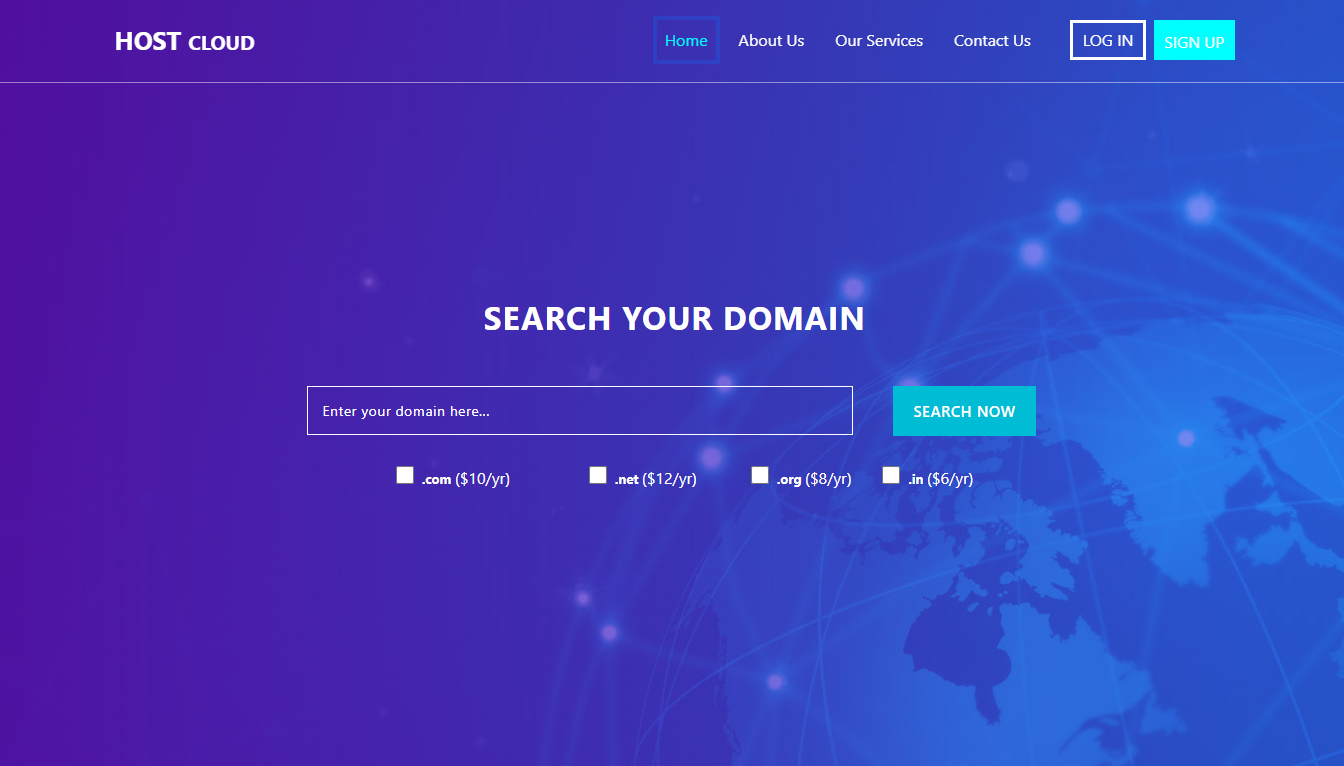 HOST CLOUD Home About Us Our Services Contact Us LOG IN SIGN UP
SEARCH YOUR DOMAIN
Enter your domain here... SEARCH NOW
.com ($10/yr) .net ($12/yr) .org ($8/yr) .in ($6/yr)